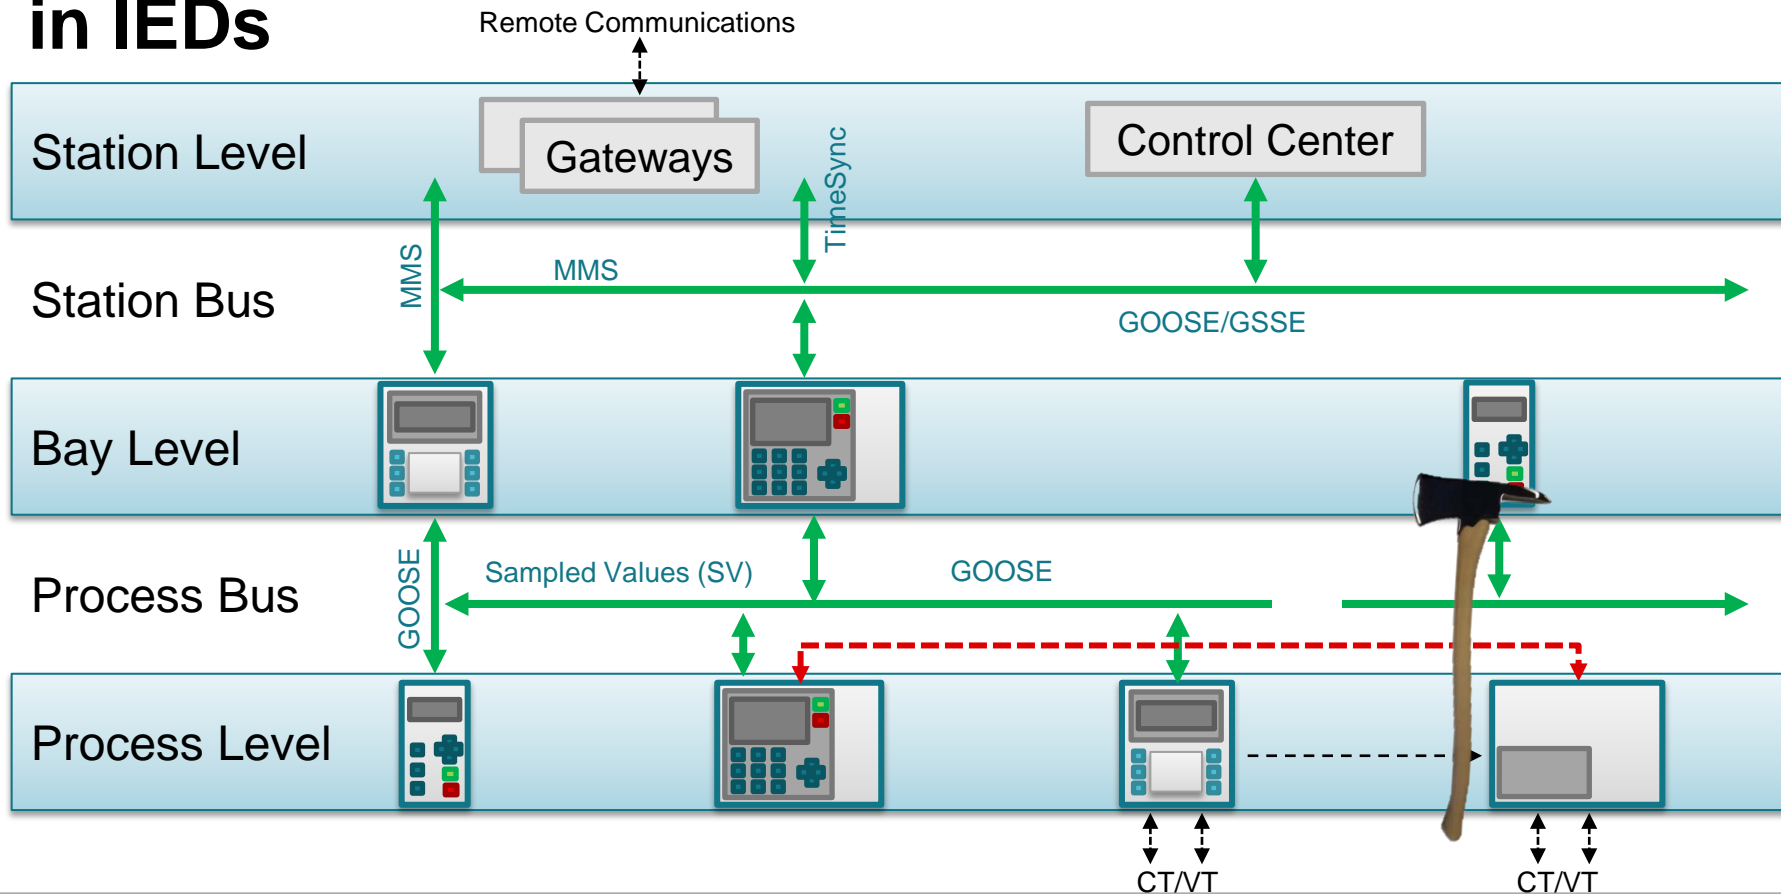 in IEDs
Remote Communications
Station Level
Gateways
TimeSync
Control Center
MMS
MMS
Station Bus
GOOSE/GSSE
Bay Level
GOOSE
Sampled Values (SV)
GOOSE
Process Bus
Process Level
CT/VT
CT/VT